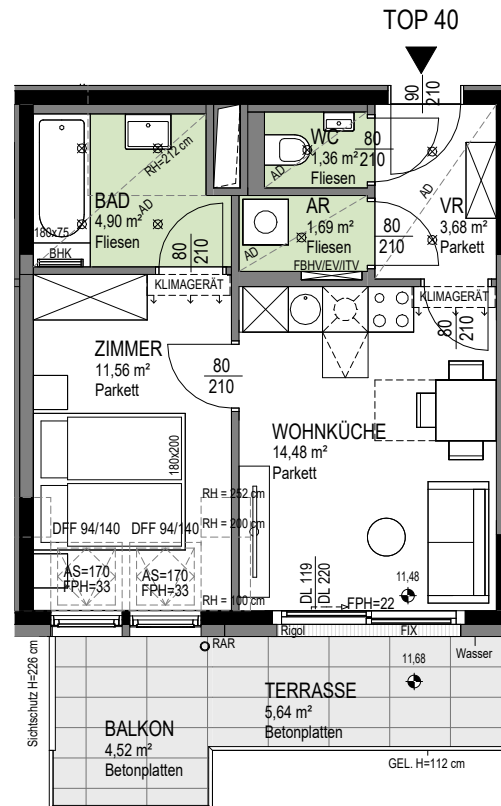 TOP 40
90
210
WC
1,36 m²
Fliesen
80
210
AD
RH=212 cm
BAD
4,90 m²
Fliesen
AD
AR
1,69 m²
Fliesen
AD
80
210
AD
VR
3,68 m²
Parkett
180x75
BHK
80
210
FBHV/EV/ITV
KLIMAGERÄT
KLIMAGERÄT
80
210
ZIMMER
11,56 m²
Parkett
80
210
WOHNKÜCHE
14,48 m²
Parkett
180x200
RH = 252 cm
DFF 94/140
DFF 94/140
RH = 200 cm
AS=170
FPH=33
AS=170
FPH=33
RH = 100 cm
DL 119
DL 220
FPH=22
11,48
Rigol
FIX
RAR
Wasser
Sichtschutz H=226 cm
11,68
TERRASSE
5,64 m²
Betonplatten
BALKON
4,52 m²
Betonplatten
GEL. H=112 cm